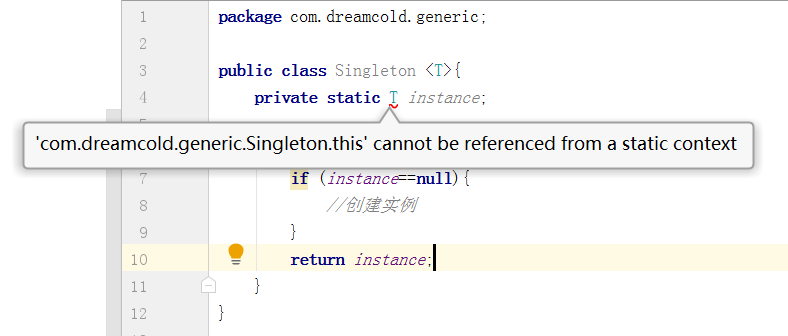 1 package com.dreamcold.generic;
2
3 public class Singleton <T>{
4 private static T instance;
'com.dreamcold.generic.Singleton.this' cannot be referenced from a static context
7 if (instance==null){
8 //创建实例
9 }
10 return instance;
11 }
12 }